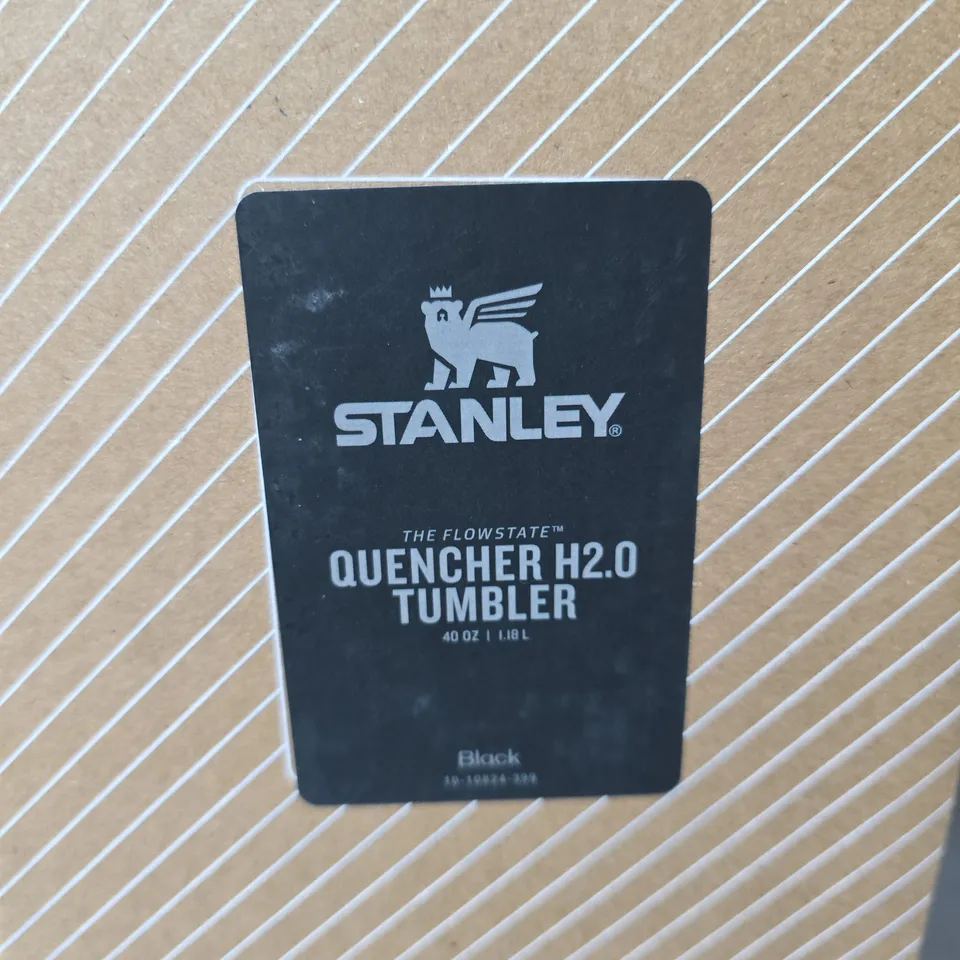 STANLEY®
THE FLOWSTATE™
QUENCHER H2.0
TUMBLER
40 OZ | 1.18 L
Black